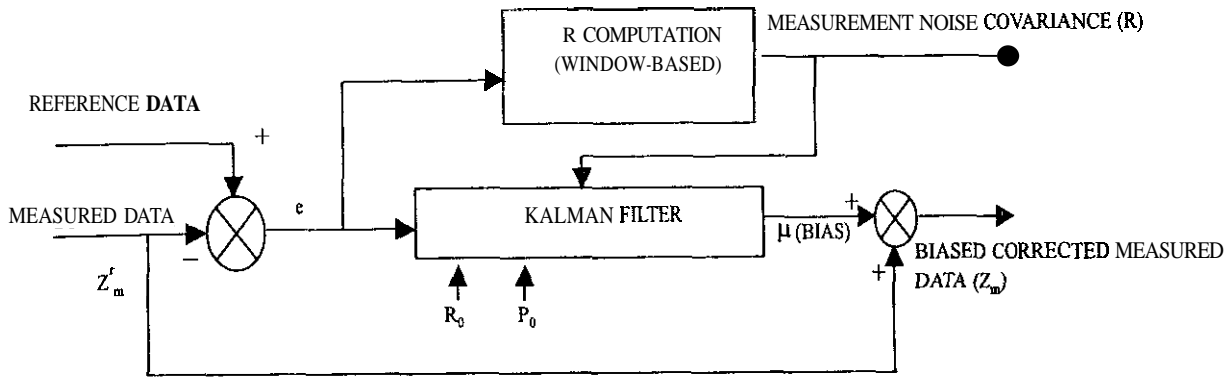 R COMPUTATION
(WINDOW-BASED)
MEASUREMENT NOISE COVARIANCE (R)
REFERENCE DATA
+
MEASURED DATA
−
e
Z'm
KALMAN FILTER
R0
P0
+
μ (BIAS)
+
BIASED CORRECTED MEASURED
DATA (Zm)